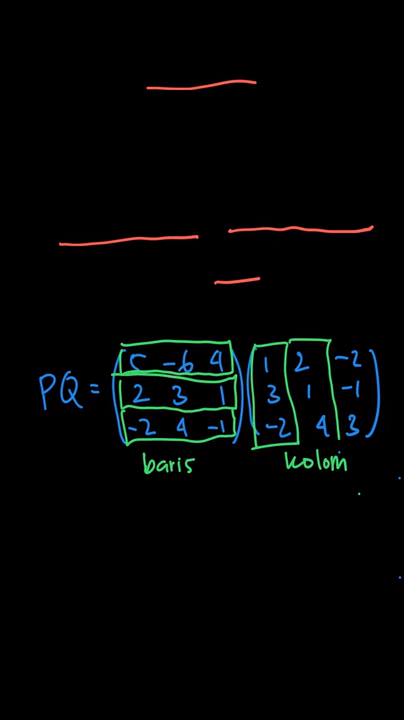 5 -6 4 1 2 -2
PQ = 2 3 1 3 1 -1
-2 4 -1 -2 4 3
baris kolom